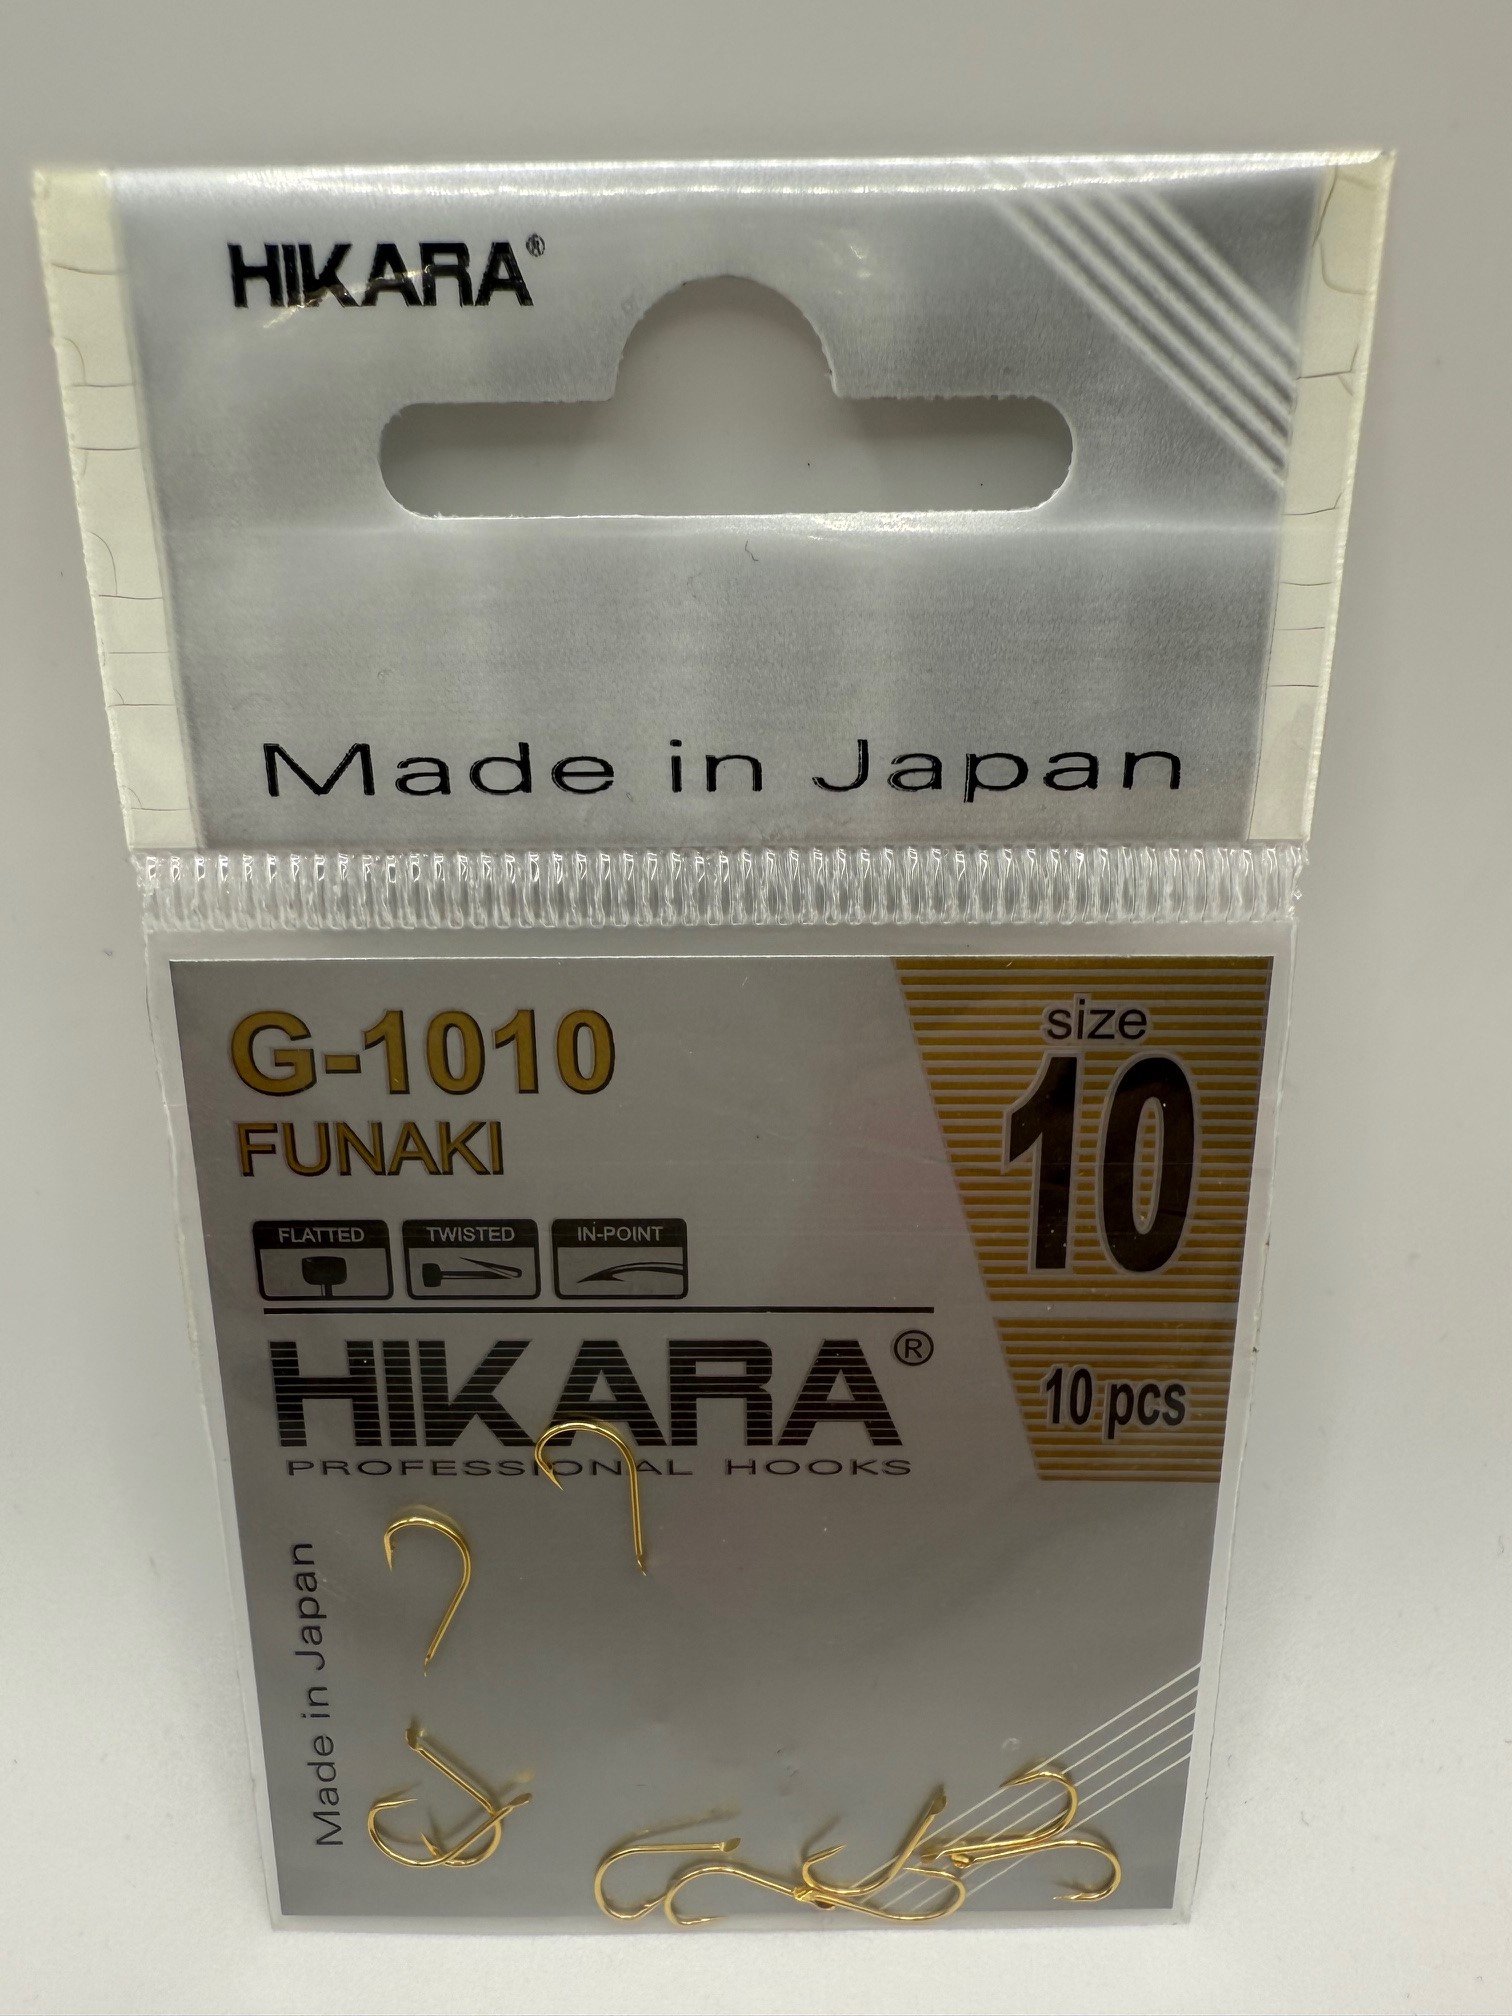 HIKARA®
Made in Japan
G-1010
FUNAKI
size
10
FLATTED
TWISTED
IN-POINT
HIKARA®
PROFESSIONAL HOOKS
10 pcs
Made in Japan